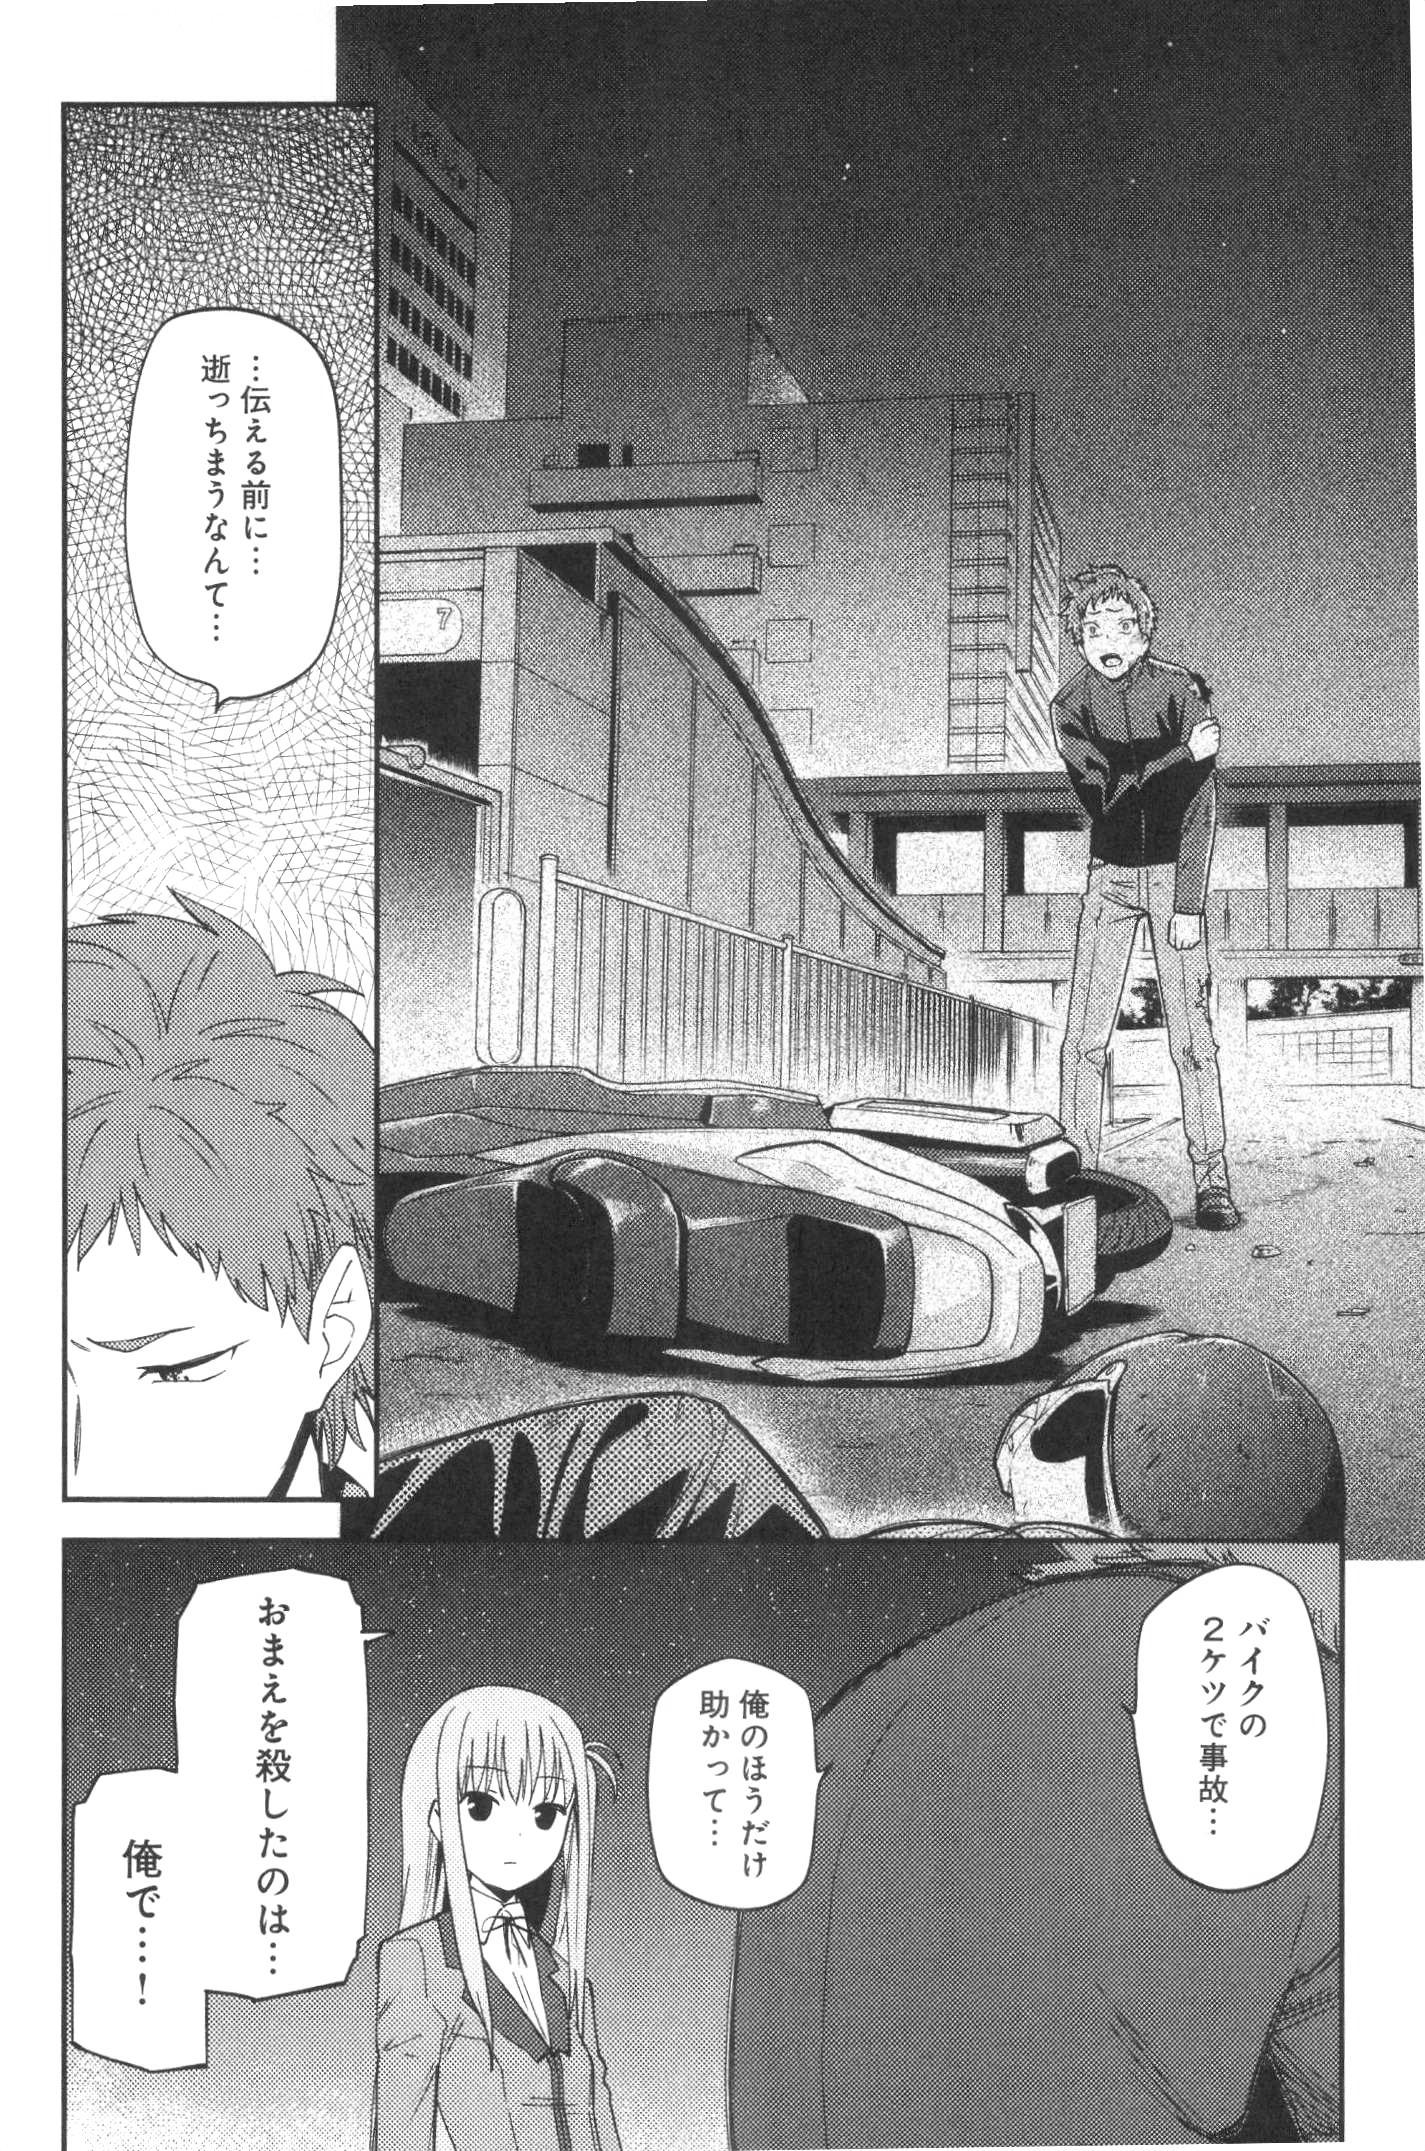 7
…伝える前に…
逝っちまうなんて…
バイクの
2ケツで事故…
俺のほうだけ
助かって…
おまえを殺したのは…
俺で…！